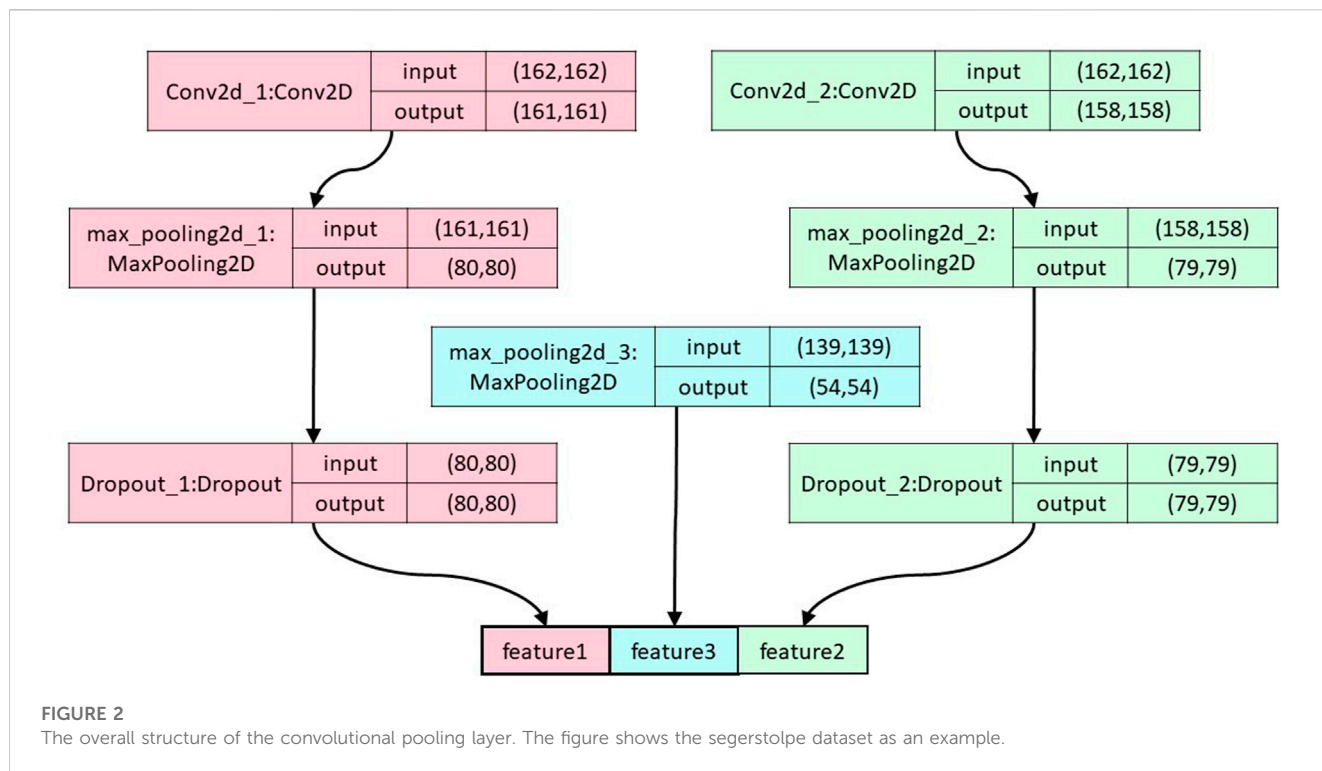 Conv2d_1:Conv2D
input (162,162)
output (161,161)
Conv2d_2:Conv2D
input (162,162)
output (158,158)
max_pooling2d_1:
MaxPooling2D
input (161,161)
output (80,80)
max_pooling2d_2:
MaxPooling2D
input (158,158)
output (79,79)
max_pooling2d_3:
MaxPooling2D
input (139,139)
output (54,54)
Dropout_1:Dropout
input (80,80)
output (80,80)
Dropout_2:Dropout
input (79,79)
output (79,79)
feature1 feature3 feature2
FIGURE 2
The overall structure of the convolutional pooling layer. The figure shows the segerstolpe dataset as an example.